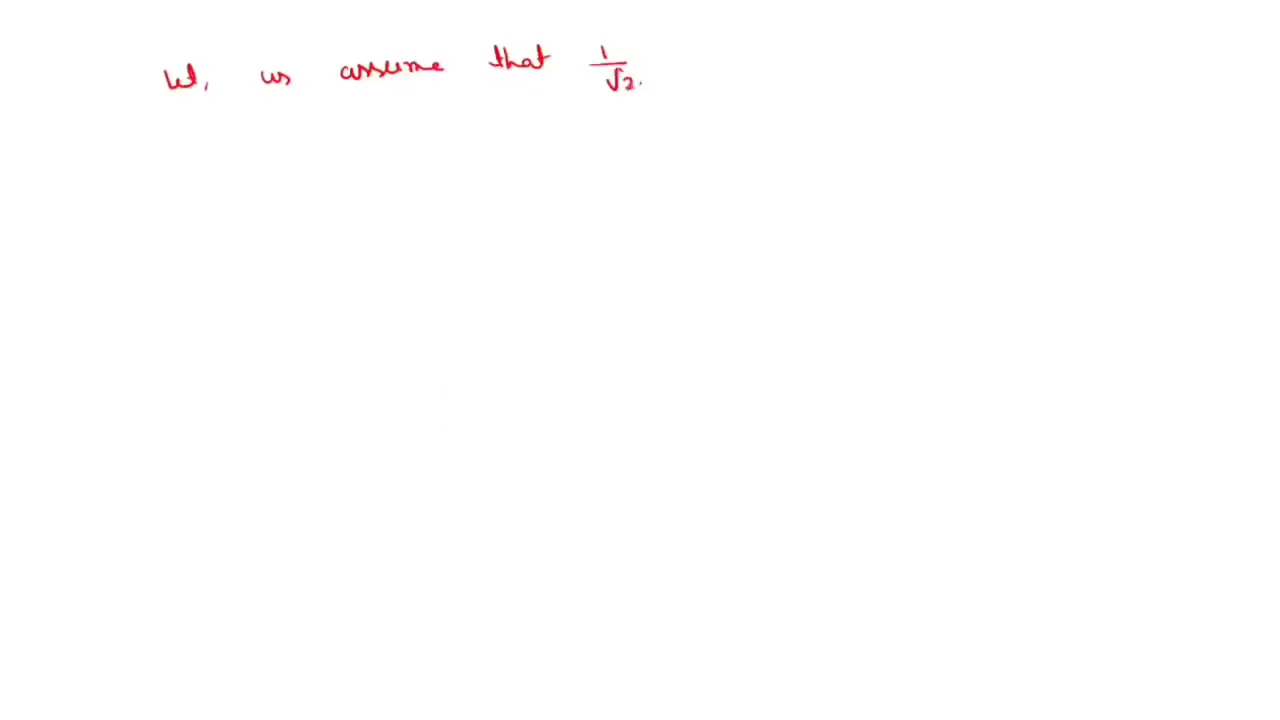 let, us assume that 1/√2.